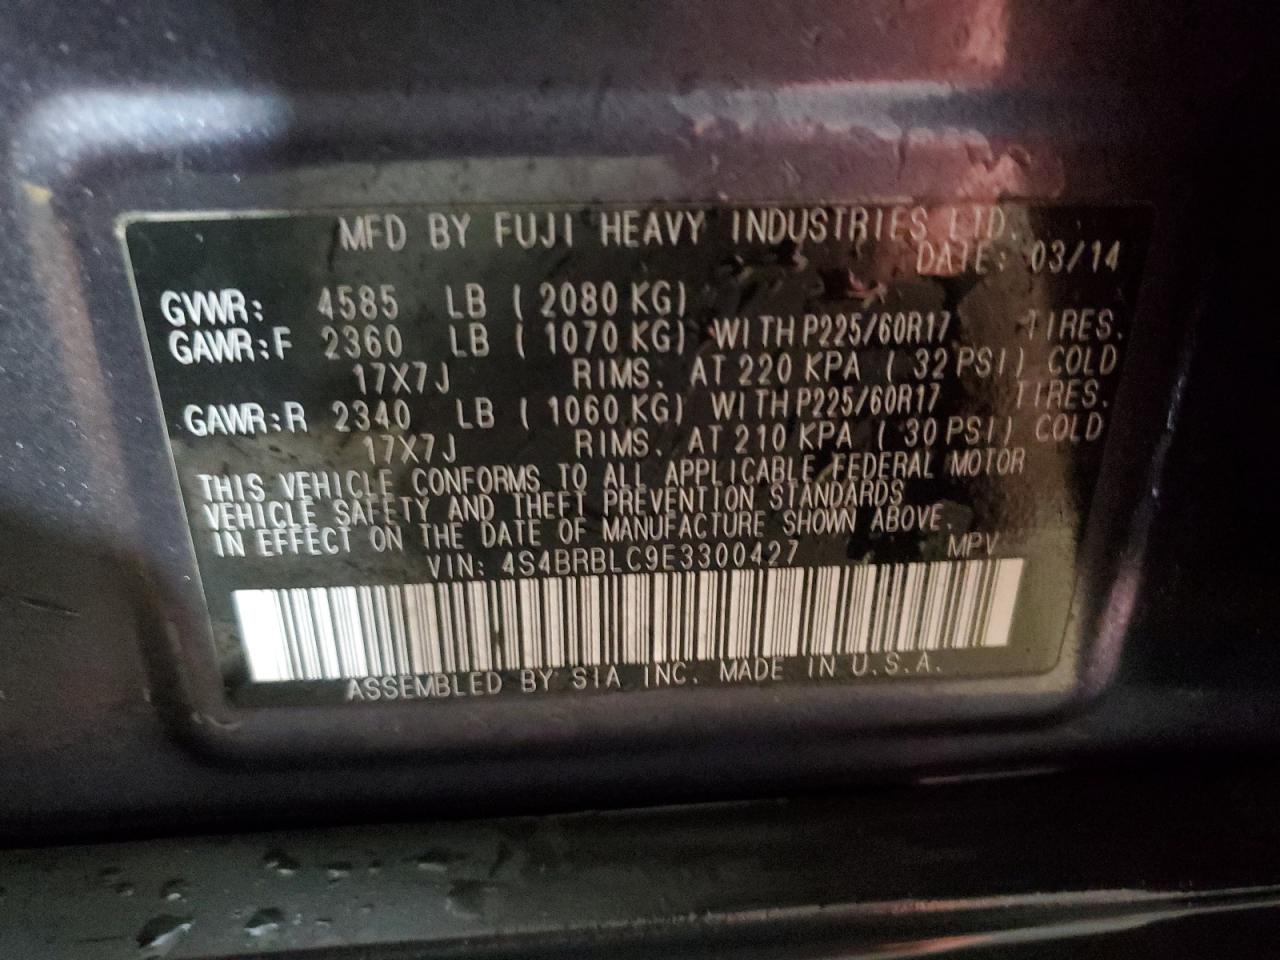 MFD BY FUJI HEAVY INDUSTRIES LTD.
DATE: 03/14
GVWR: 4585 LB ( 2080 KG)
GAWR:F 2360 LB ( 1070 KG) WITH P225/60R17 TIRES.
17X7J RIMS. AT 220 KPA ( 32 PSI) COLD
GAWR:R 2340 LB ( 1060 KG) WITH P225/60R17 TIRES.
17X7J RIMS. AT 210 KPA ( 30 PSI) COLD
THIS VEHICLE CONFORMS TO ALL APPLICABLE FEDERAL MOTOR
VEHICLE SAFETY AND THEFT PREVENTION STANDARDS
IN EFFECT ON THE DATE OF MANUFACTURE SHOWN ABOVE.
VIN: 4S4BRBLC9E3300427 MPV
ASSEMBLED BY SIA INC. MADE IN U.S.A.